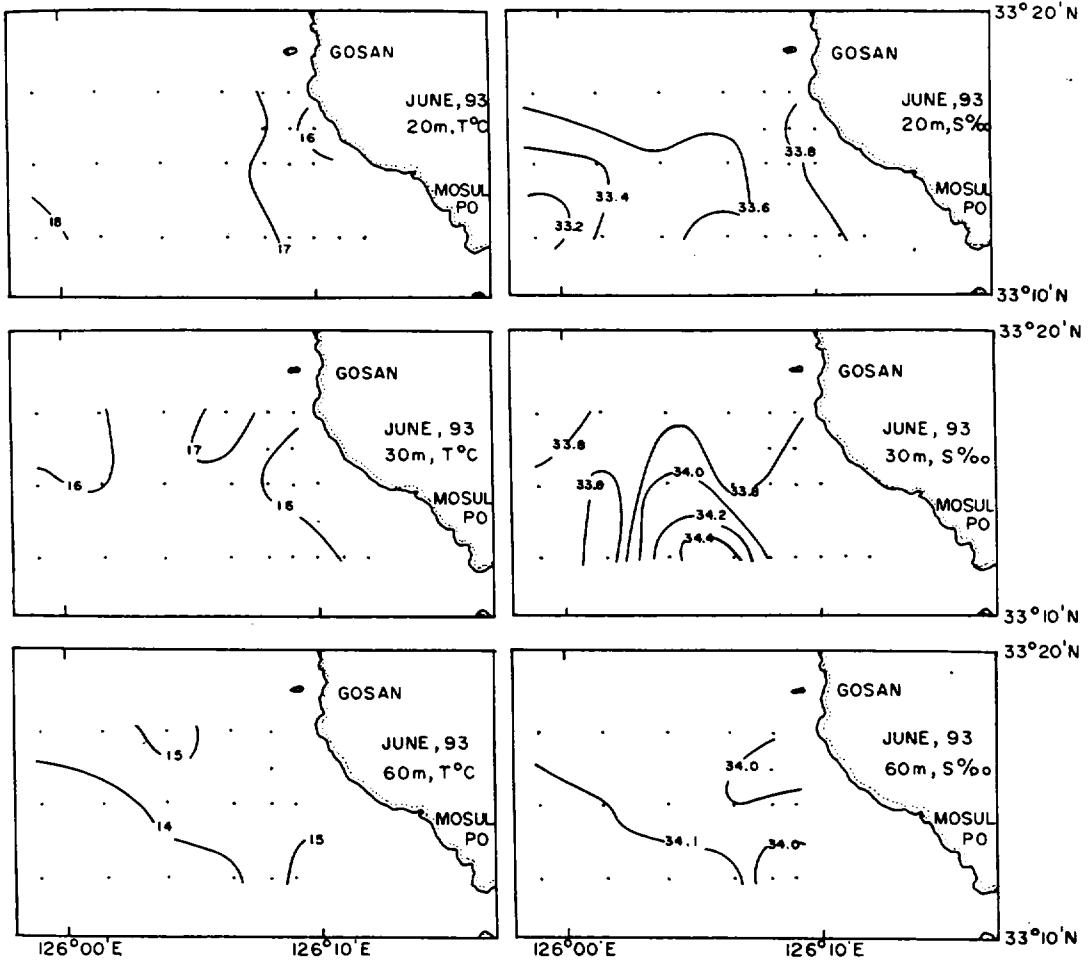 33°20'N
GOSAN
JUNE, 93
20m, T°C
16
MOSUL
PO
18
17
GOSAN
JUNE, 93
20m, S‰
33.8
33.4
33.6
33.2
MOSUL
PO
33°10'N
33°20'N
GOSAN
JUNE, 93
30m, T°C
17
16
16
MOSUL
PO
GOSAN
JUNE, 93
30m, S‰
33.8
33.8
34.0
33.8
34.2
34.4
MOSUL
PO
33°10'N
33°20'N
GOSAN
JUNE, 93
60m, T°C
15
14
15
MOSUL
PO
GOSAN
JUNE, 93
60m, S‰
34.0
34.1
34.0
MOSUL
PO
33°10'N
126°00'E
126°10'E
126°00'E
126°10'E